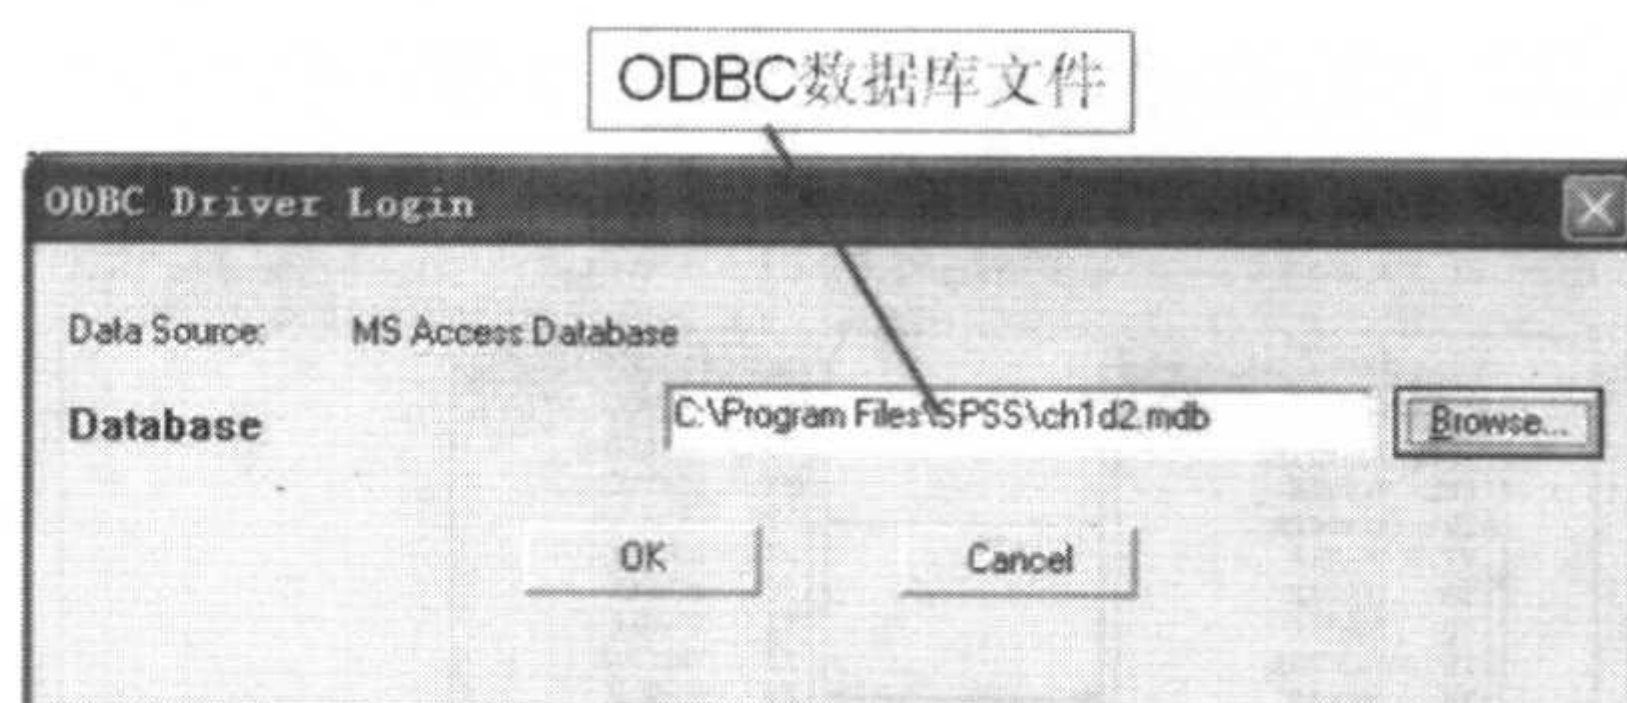 ODBC数据库文件
ODBC Driver Login
Data Source: MS Access Database
Database C:\Program Files\SPSS\ch1d2.mdb Browse...
OK Cancel